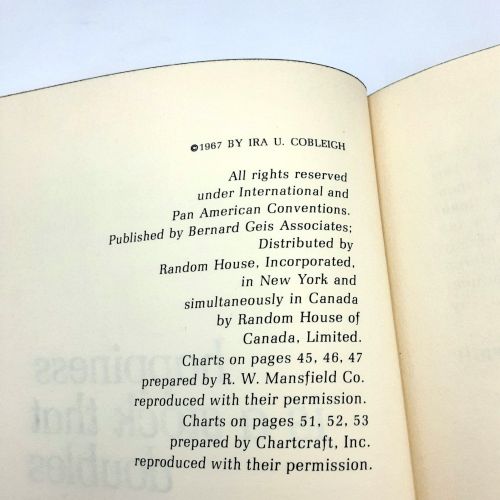 ©1967 BY IRA U. COBLEIGH
All rights reserved
under International and
Pan American Conventions.
Published by Bernard Geis Associates;
Distributed by
Random House, Incorporated,
in New York and
simultaneously in Canada
by Random House of
Canada, Limited.
Charts on pages 45, 46, 47
prepared by R. W. Mansfield Co.
reproduced with their permission.
Charts on pages 51, 52, 53
prepared by Chartcraft, Inc.
reproduced with their permission.
happiness
that
doubles